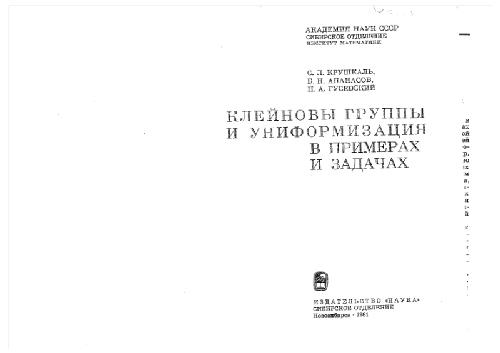 АКАДЕМИЯ НАУК СССР
СИБИРСКОЕ ОТДЕЛЕНИЕ
ИНСТИТУТ МАТЕМАТИКИ
С. Л. КРУШКАЛЬ,
Б. Н. АПАНАСОВ,
Н. А. ГУСЕВСКИЙ
КЛЕЙНОВЫ ГРУППЫ
И УНИФОРМИЗАЦИЯ
В ПРИМЕРАХ
И ЗАДАЧАХ
ИЗДАТЕЛЬСТВО «НАУКА»
СИБИРСКОЕ ОТДЕЛЕНИЕ
Новосибирск · 1981